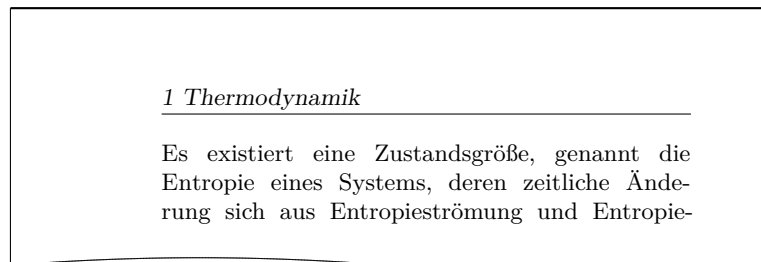 1 Thermodynamik
Es existiert eine Zustandsgröße, genannt die
Entropie eines Systems, deren zeitliche Ände-
rung sich aus Entropieströmung und Entropie-